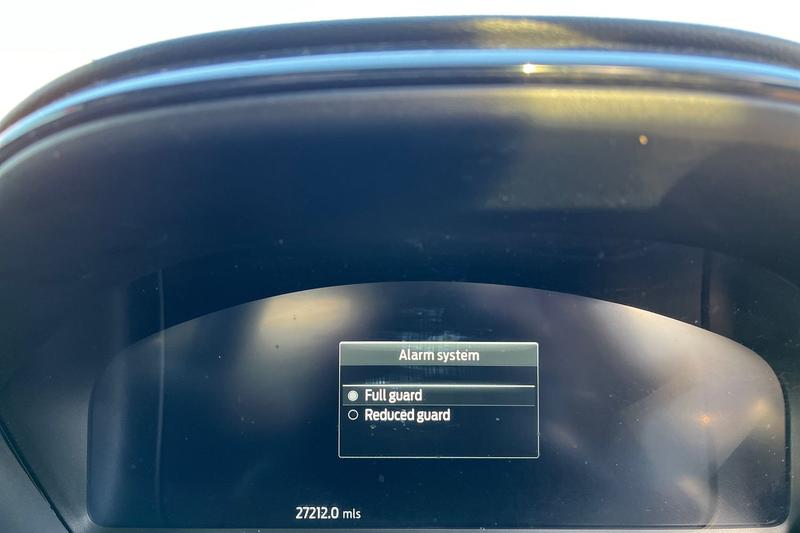 Alarm system
Full guard
Reduced guard
27212.0 mls